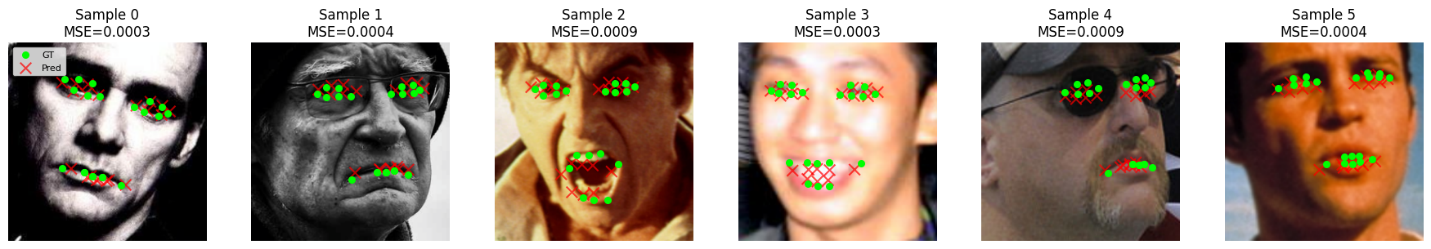 Sample 0
MSE=0.0003
GT
Pred
Sample 1
MSE=0.0004
Sample 2
MSE=0.0009
Sample 3
MSE=0.0003
Sample 4
MSE=0.0009
Sample 5
MSE=0.0004